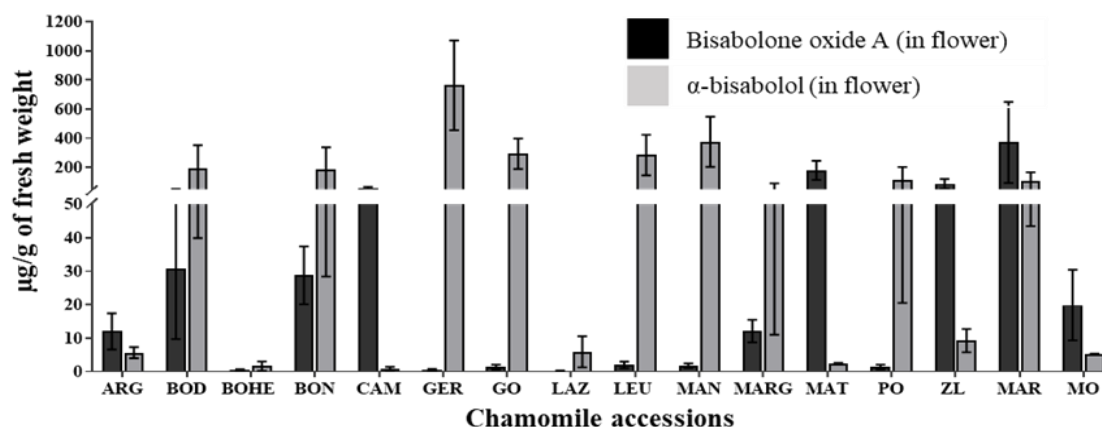 1200
1000
800
600
400
200
50
40
30
20
10
0
µg/g of fresh weight
Bisabolone oxide A (in flower)
α-bisabolol (in flower)
ARG BOD BOHE BON CAM GER GO LAZ LEU MAN MARG MAT PO ZL MAR MO
Chamomile accessions